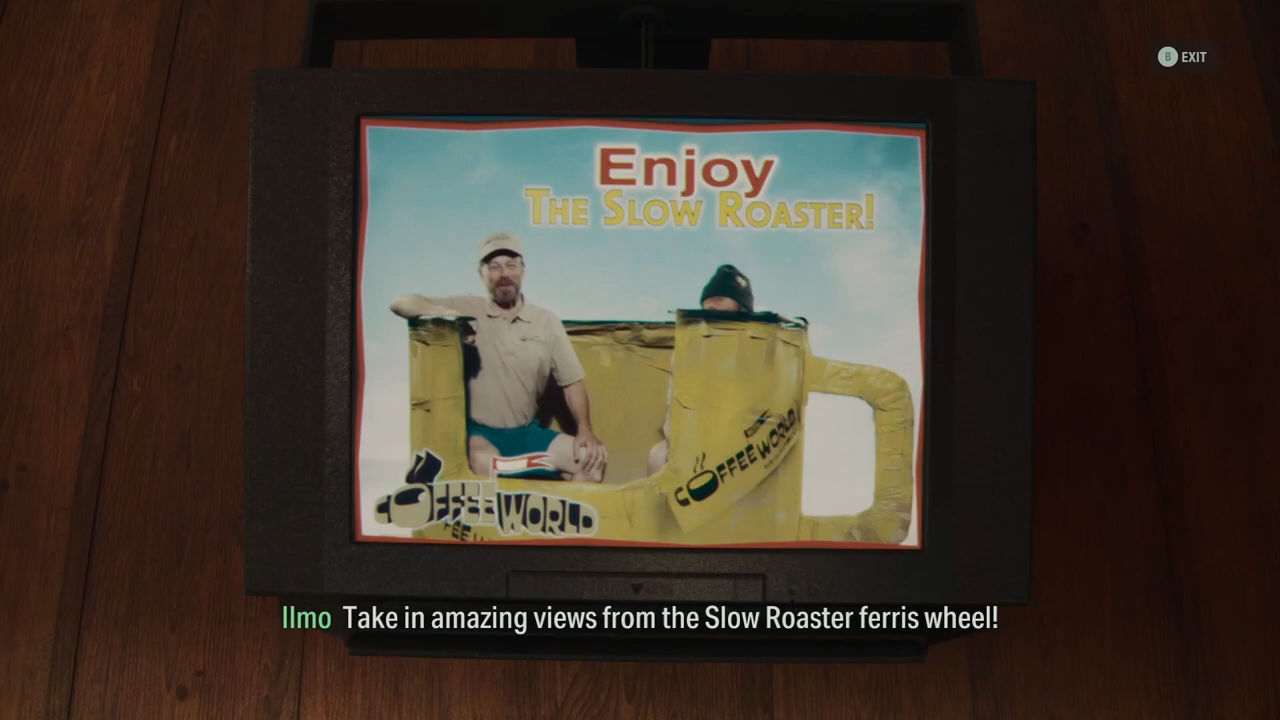 B EXIT
Enjoy
THE SLOW ROASTER!
COFFEE WORLD
COFFEE WORLD
Ilmo Take in amazing views from the Slow Roaster ferris wheel!